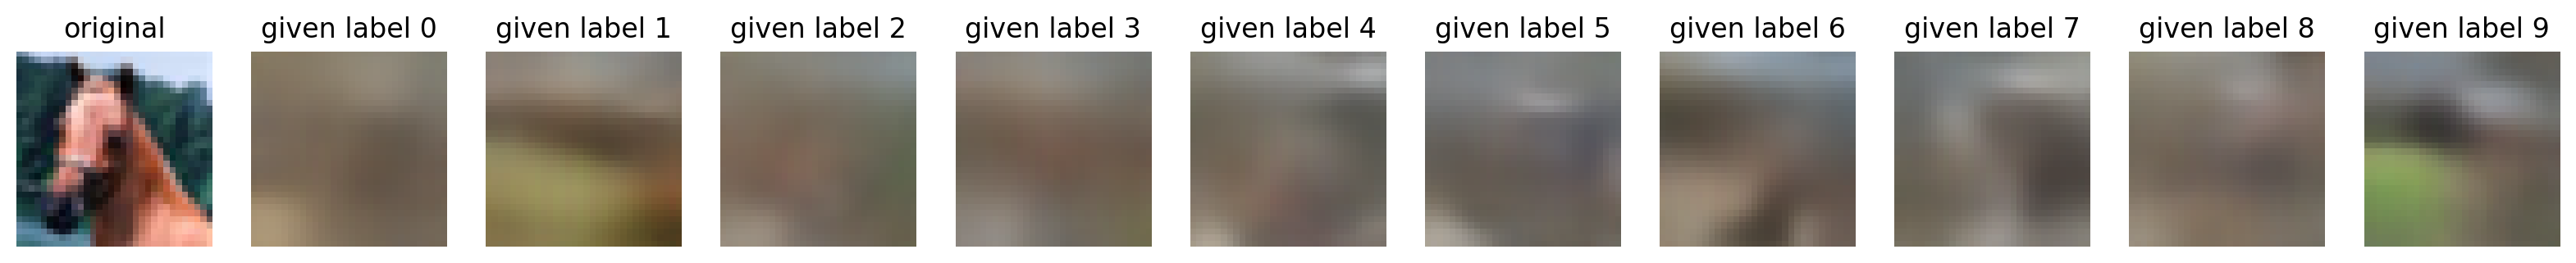 original
given label 0
given label 1
given label 2
given label 3
given label 4
given label 5
given label 6
given label 7
given label 8
given label 9